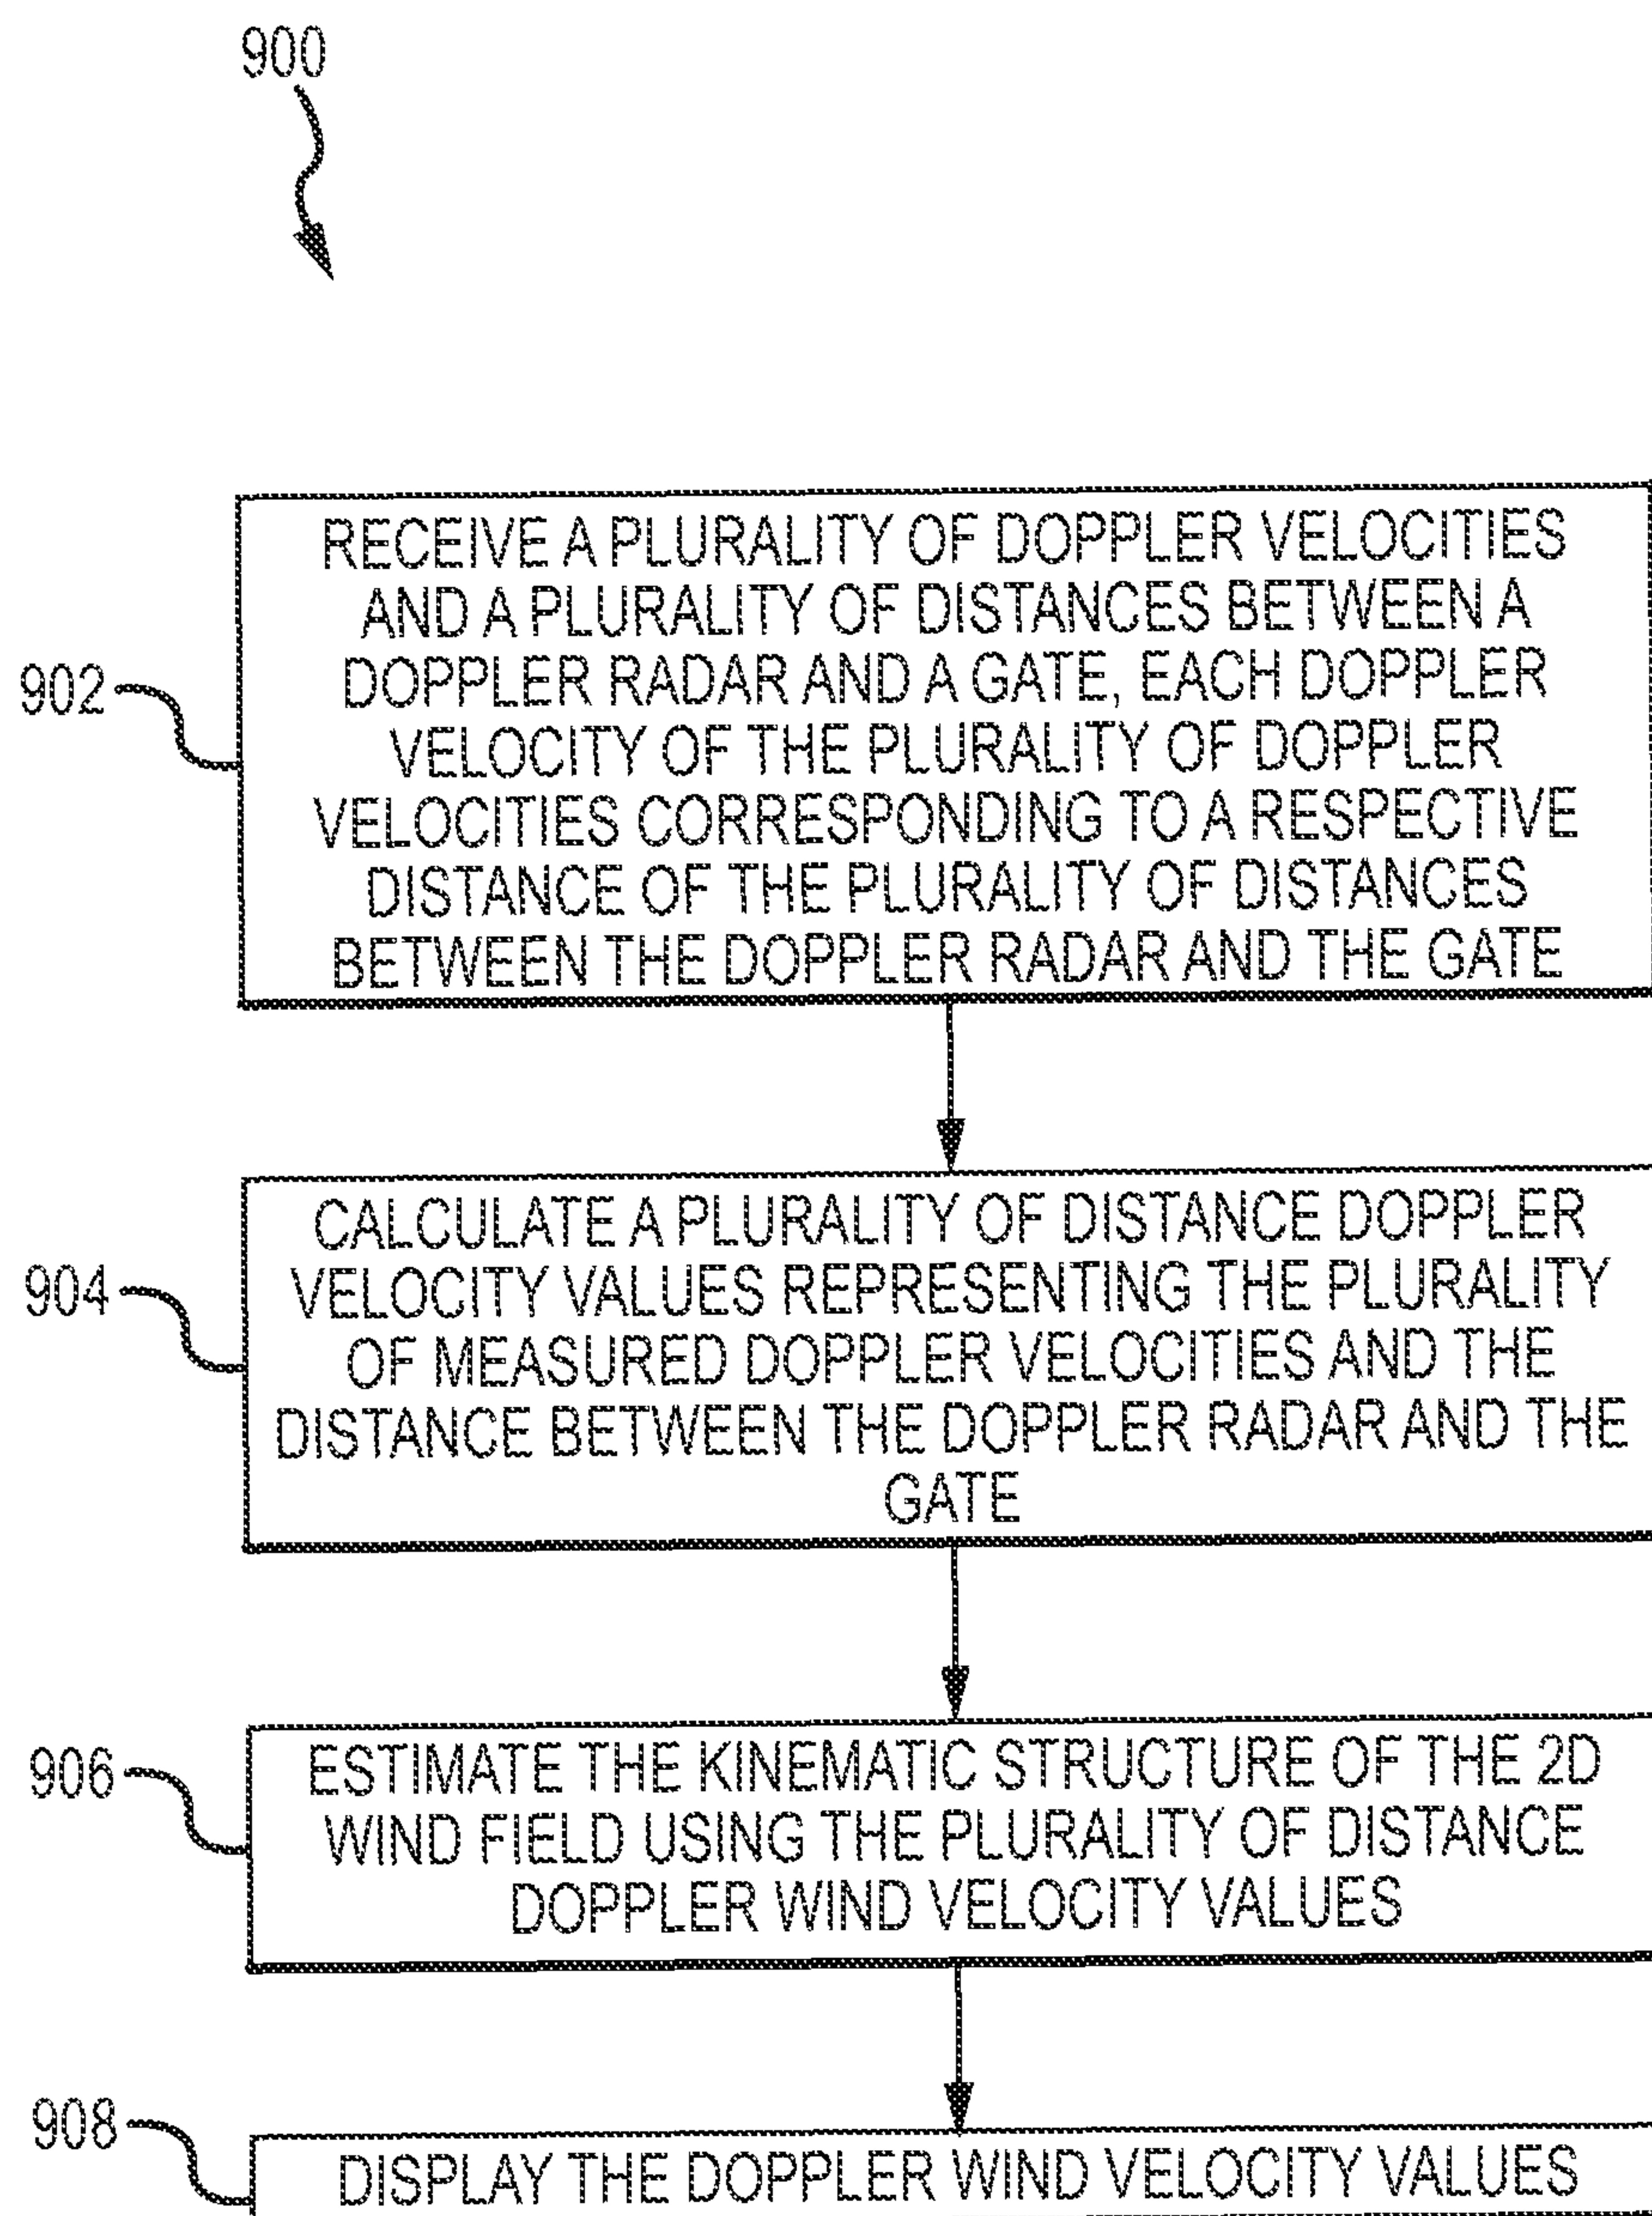 900
902
RECEIVE A PLURALITY OF DOPPLER VELOCITIES
AND A PLURALITY OF DISTANCES BETWEEN A
DOPPLER RADAR AND A GATE, EACH DOPPLER
VELOCITY OF THE PLURALITY OF DOPPLER
VELOCITIES CORRESPONDING TO A RESPECTIVE
DISTANCE OF THE PLURALITY OF DISTANCES
BETWEEN THE DOPPLER RADAR AND THE GATE
904
CALCULATE A PLURALITY OF DISTANCE DOPPLER
VELOCITY VALUES REPRESENTING THE PLURALITY
OF MEASURED DOPPLER VELOCITIES AND THE
DISTANCE BETWEEN THE DOPPLER RADAR AND THE
GATE
906
ESTIMATE THE KINEMATIC STRUCTURE OF THE 2D
WIND FIELD USING THE PLURALITY OF DISTANCE
DOPPLER WIND VELOCITY VALUES
908
DISPLAY THE DOPPLER WIND VELOCITY VALUES